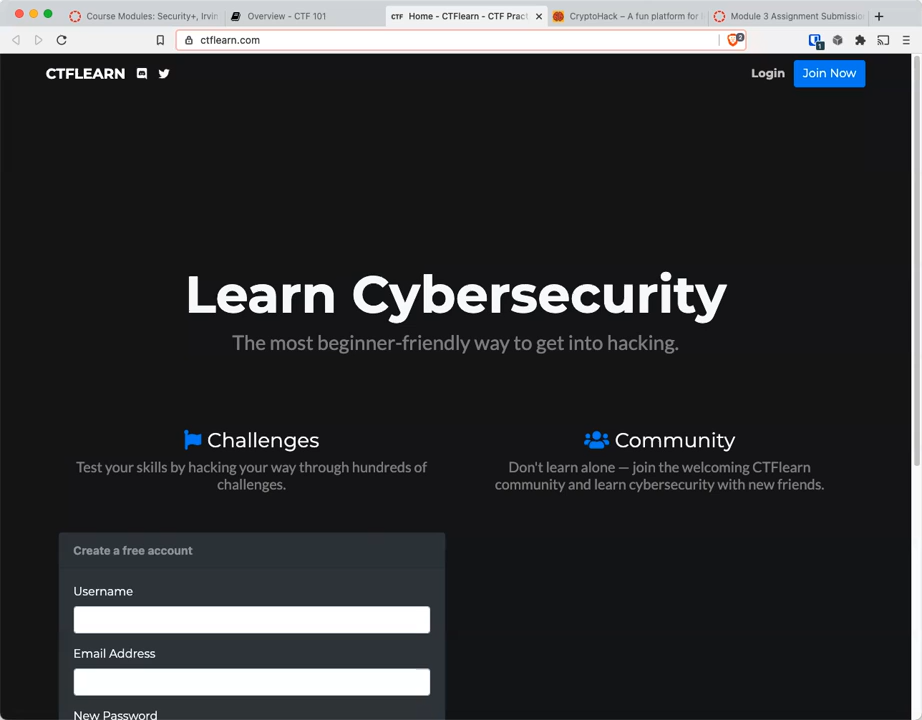 Course Modules: Security+, Irvin
Overview - CTF 101
CTF Home - CTFlearn - CTF Pract
CryptoHack – A fun platform for l
Module 3 Assignment Submissio
ctflearn.com
2
1
CTFLEARN
Login
Join Now
Learn Cybersecurity
The most beginner-friendly way to get into hacking.
Challenges
Test your skills by hacking your way through hundreds of
challenges.
Community
Don't learn alone — join the welcoming CTFlearn
community and learn cybersecurity with new friends.
Create a free account
Username
Email Address
New Password